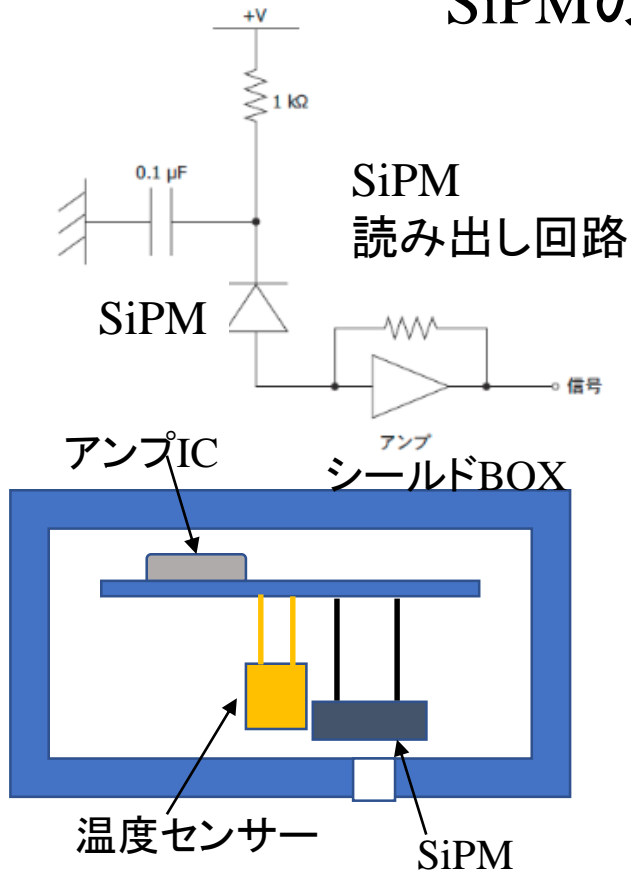 SiPMの
+V
1 kΩ
0.1 µF
SiPM
読み出し回路
SiPM
信号
アンプ
アンプIC
シールドBOX
温度センサー
SiPM